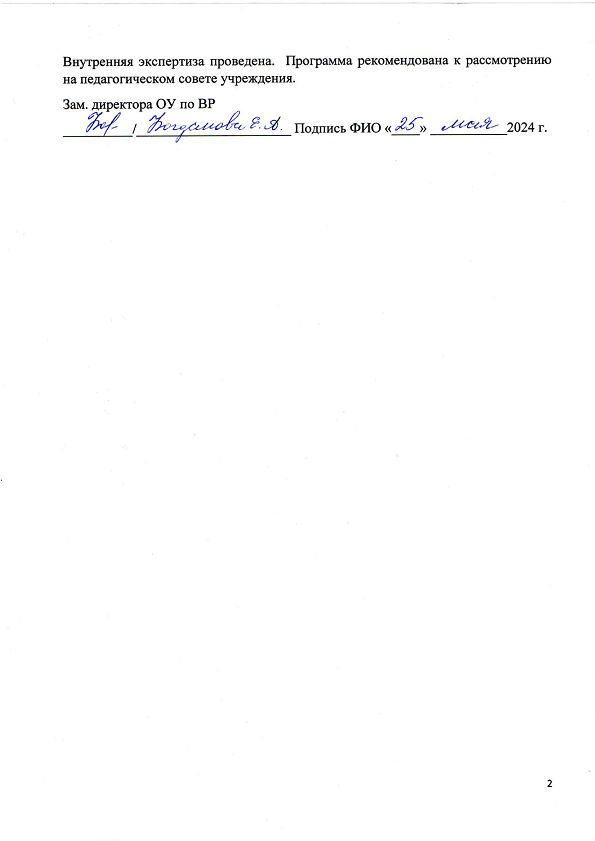 Внутренняя экспертиза проведена. Программа рекомендована к рассмотрению
на педагогическом совете учреждения.
Зам. директора ОУ по ВР
/ Богданова Е.А. Подпись ФИО «25» мая 2024 г.
2